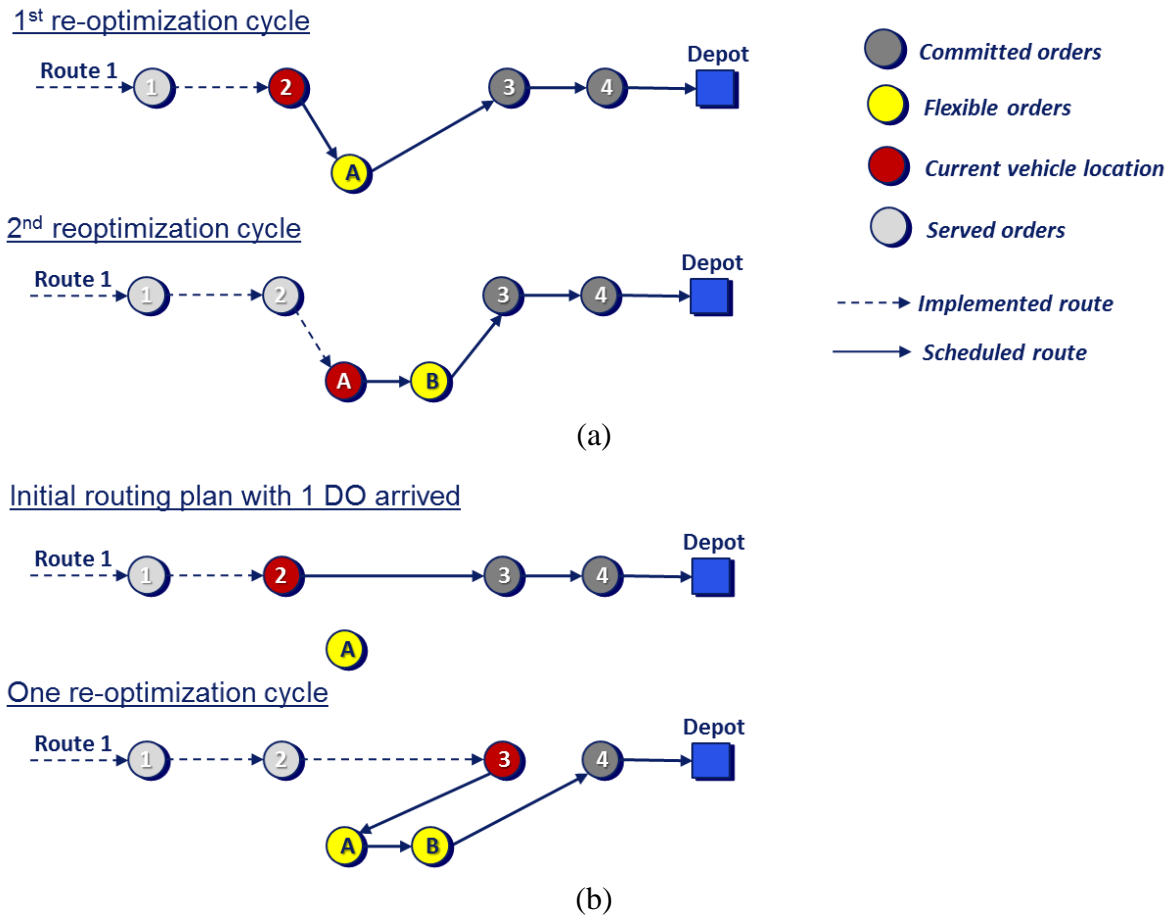 1st re-optimization cycle
Route 1
1
2
A
3
4
Depot
Committed orders
Flexible orders
Current vehicle location
Served orders
Implemented route
Scheduled route
2nd reoptimization cycle
Route 1
1
2
A
B
3
4
Depot
(a)
Initial routing plan with 1 DO arrived
Route 1
1
2
3
4
Depot
A
One re-optimization cycle
Route 1
1
2
3
4
Depot
A
B
(b)